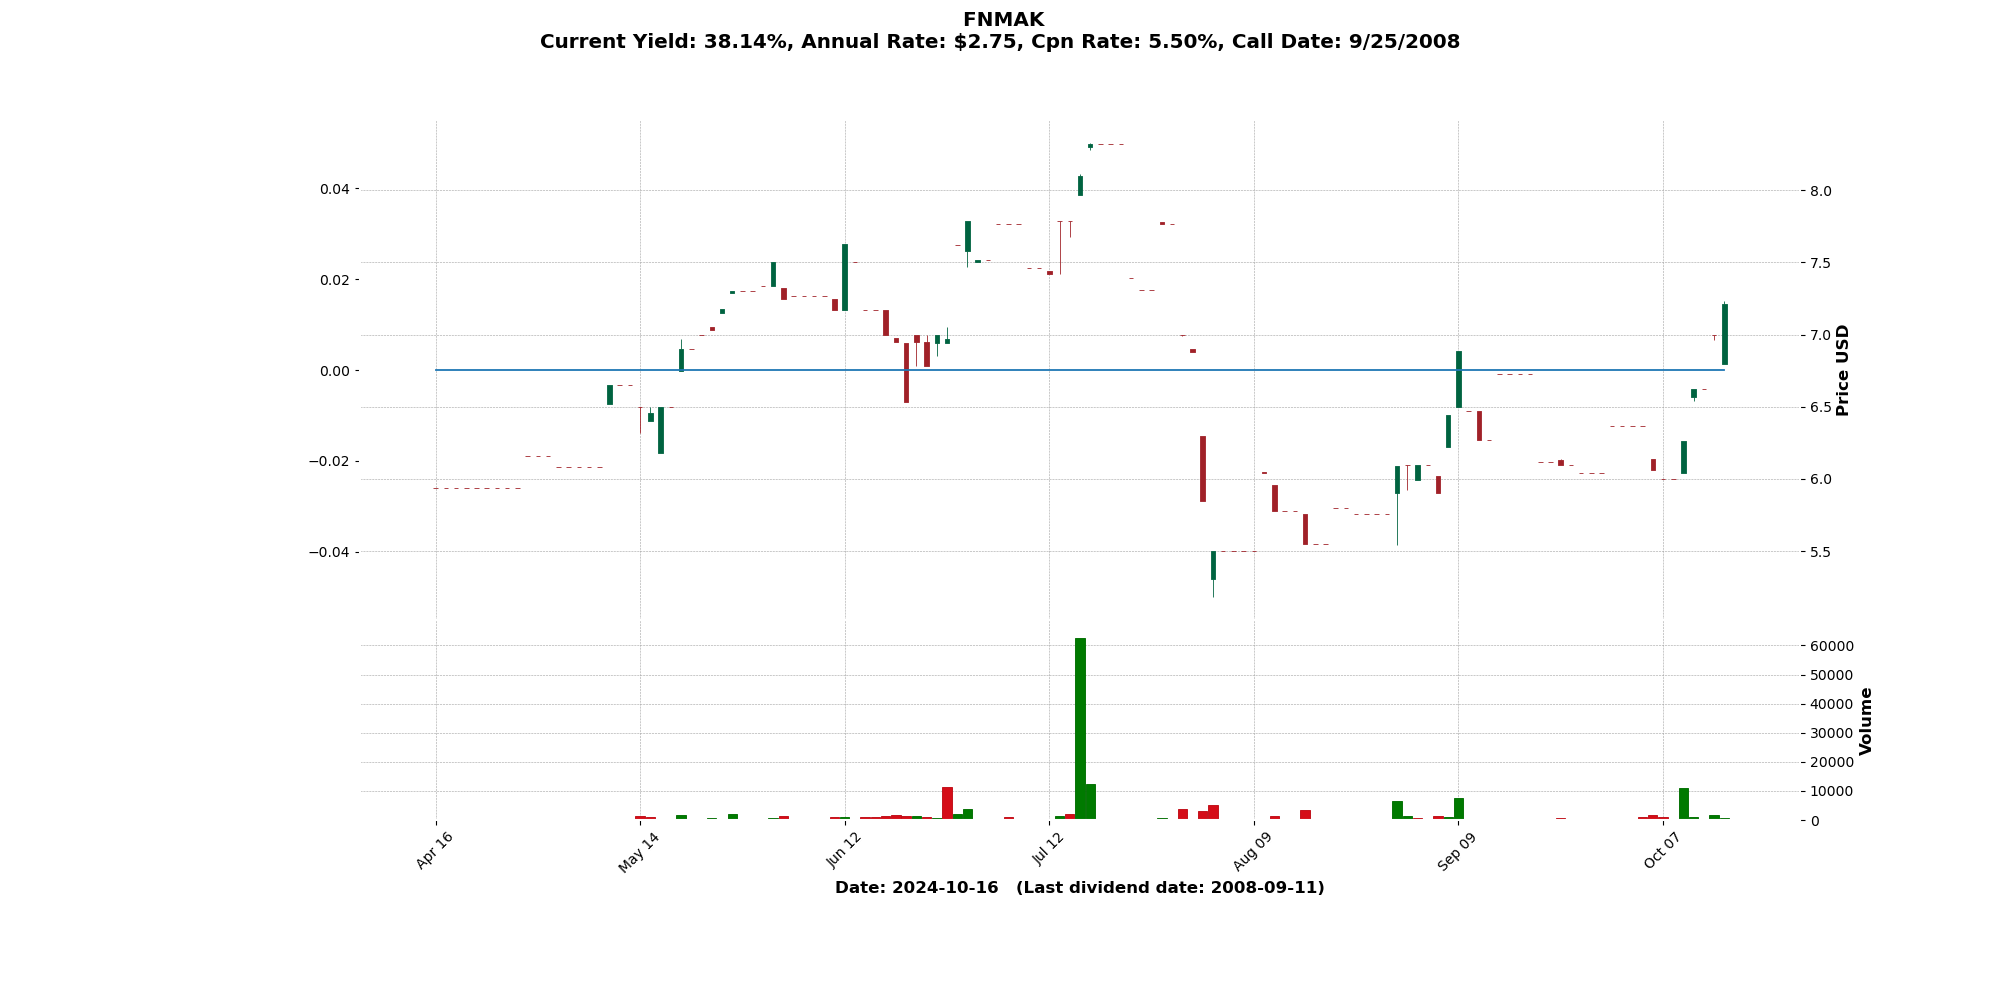 FNMAK
Current Yield: 38.14%, Annual Rate: $2.75, Cpn Rate: 5.50%, Call Date: 9/25/2008
0.04
0.02
0.00
−0.02
−0.04
8.0
7.5
7.0
6.5
6.0
5.5
Price USD
60000
50000
40000
30000
20000
10000
0
Volume
Apr 16
May 14
Jun 12
Jul 12
Aug 09
Sep 09
Oct 07
Date: 2024-10-16   (Last dividend date: 2008-09-11)